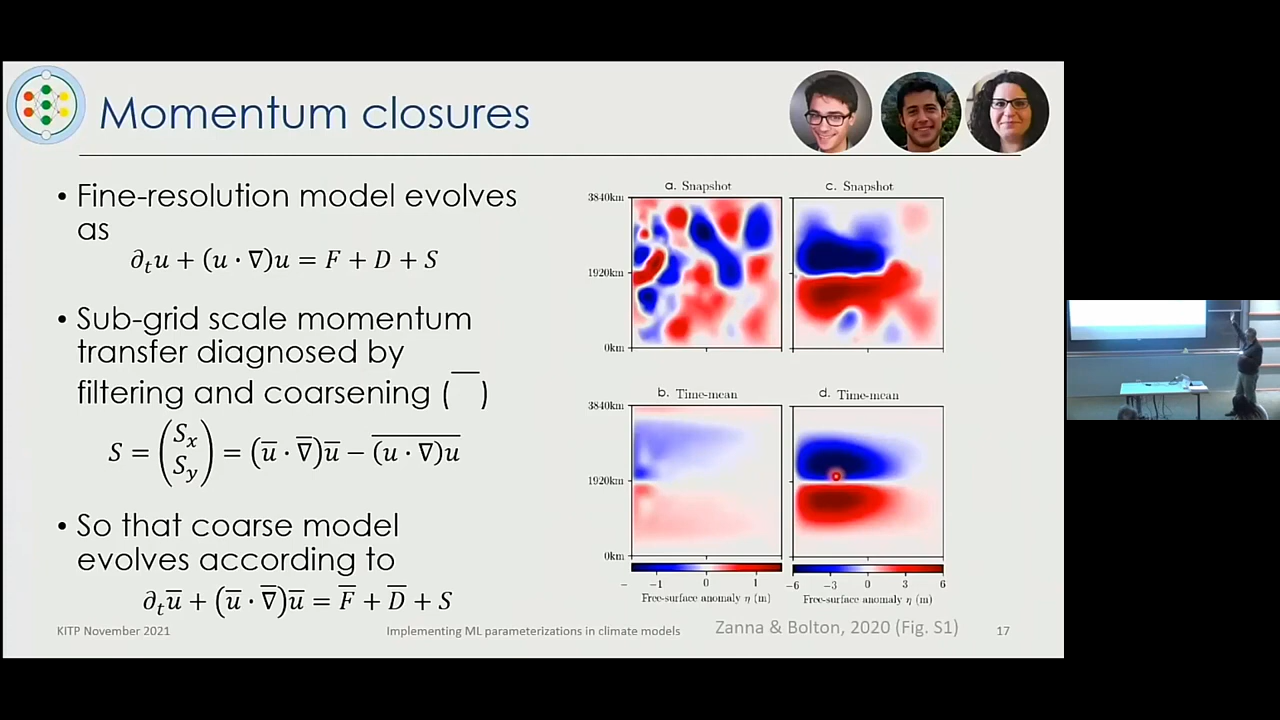 Momentum closures
• Fine-resolution model evolves
as
∂ₜu + (u · ∇)u = F + D + S
• Sub-grid scale momentum
transfer diagnosed by
filtering and coarsening ( ‾ )
S = (Sₓ Sᵧ) = (u̅ · ∇̅)u̅ − \overline{(u · ∇)u}
• So that coarse model
evolves according to
∂ₜu̅ + (u̅ · ∇̅)u̅ = F̅ + D̅ + S
a. Snapshot
3840km
1920km
0km
c. Snapshot
b. Time-mean
3840km
1920km
0km
d. Time-mean
−1 0 1
Free-surface anomaly η (m)
−6 −3 0 3 6
Free-surface anomaly η (m)
KITP November 2021
Implementing ML parameterizations in climate models
Zanna & Bolton, 2020 (Fig. S1)
17